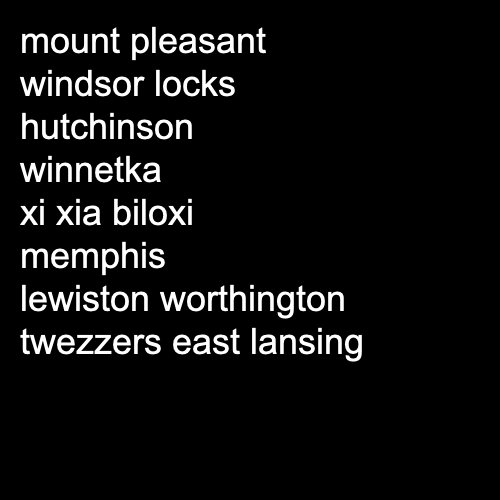 mount pleasant
windsor locks
hutchinson
winnetka
xi xia biloxi
memphis
lewiston worthington
twezzers east lansing